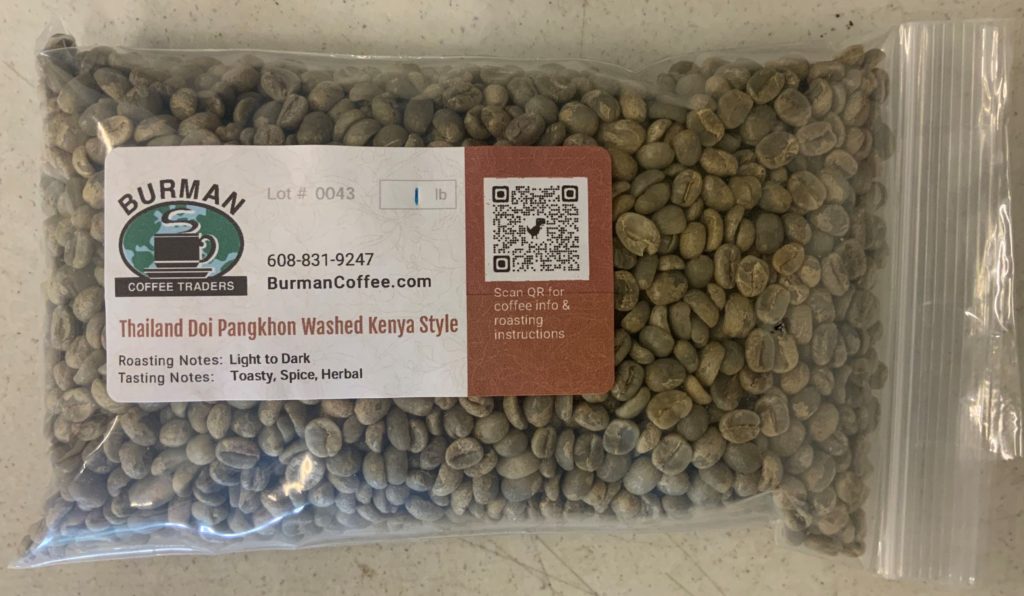 BURMAN
COFFEE TRADERS
Lot # 0043
1 lb
608-831-9247
BurmanCoffee.com
Thailand Doi Pangkhon Washed Kenya Style
Roasting Notes: Light to Dark
Tasting Notes: Toasty, Spice, Herbal
Scan QR for
coffee info &
roasting
instructions